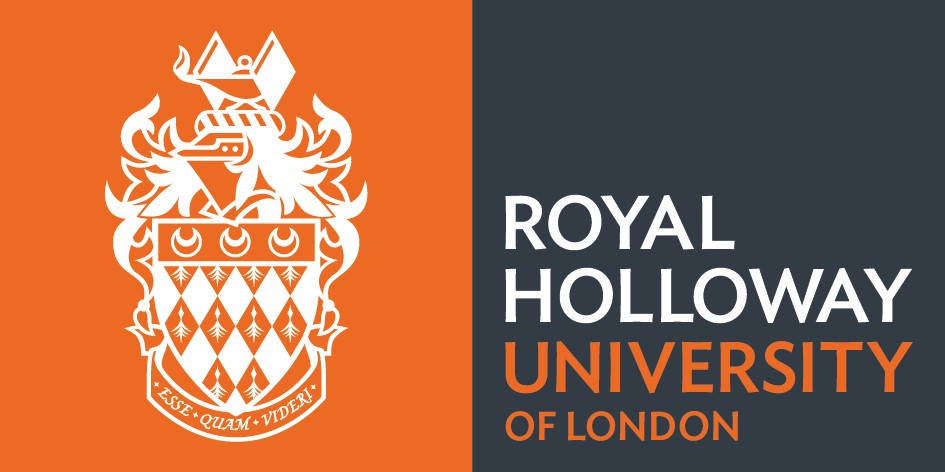 ESSE • QUAM • VIDERI
ROYAL
HOLLOWAY
UNIVERSITY
OF LONDON